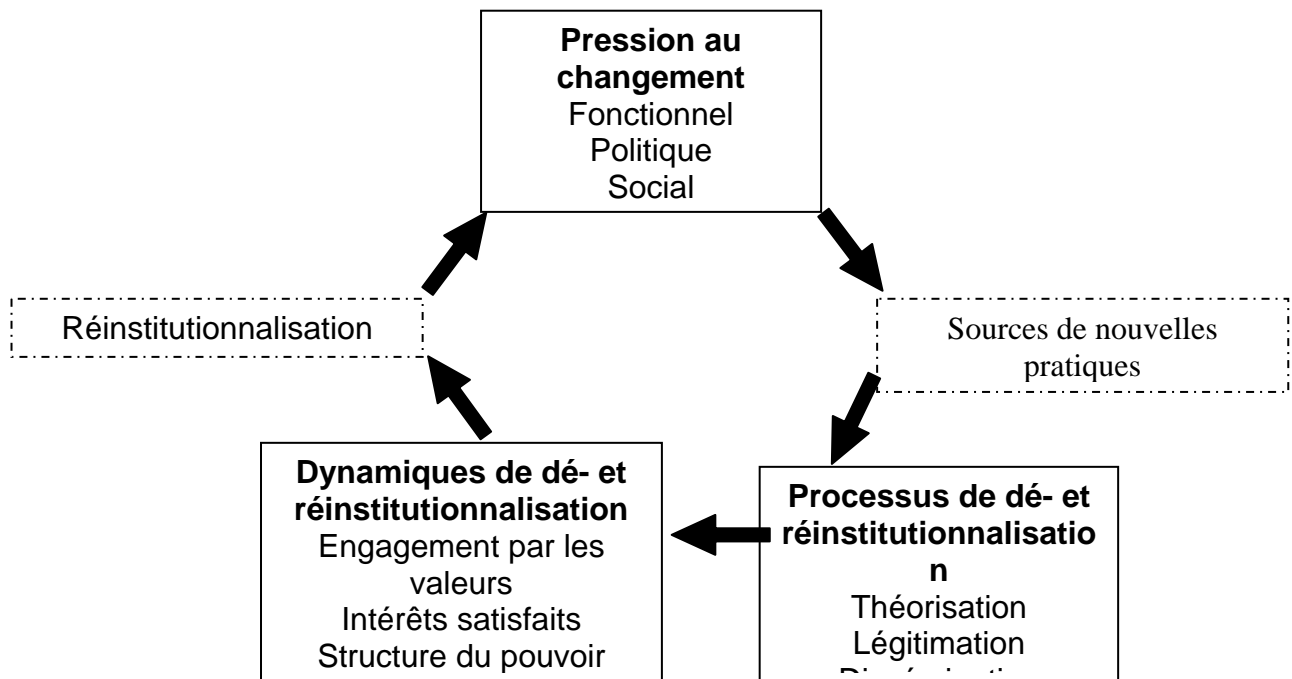 Pression au
changement
Fonctionnel
Politique
Social
Réinstitutionnalisation
Sources de nouvelles
pratiques
Dynamiques de dé- et
réinstitutionnalisation
Engagement par les
valeurs
Intérêts satisfaits
Structure du pouvoir
Processus de dé- et
réinstitutionnalisatio
n
Théorisation
Légitimation